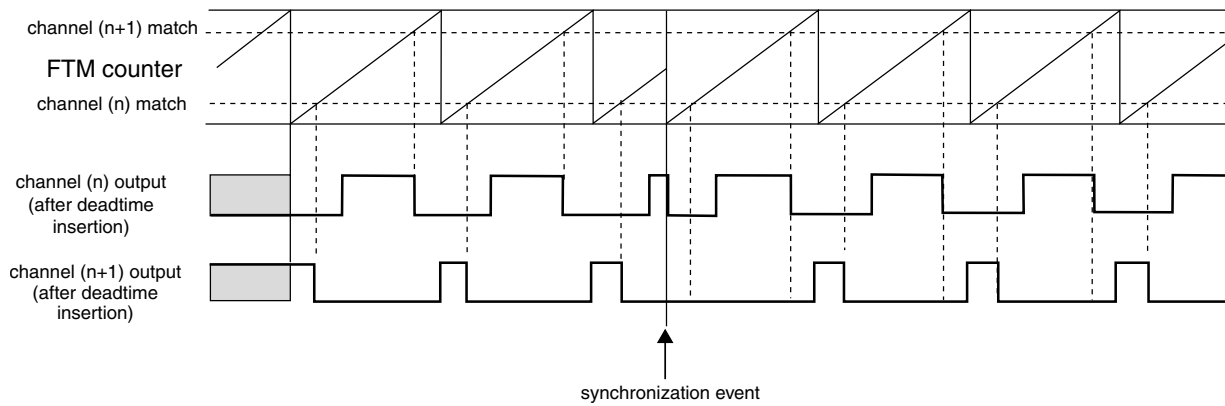 channel (n+1) match
FTM counter
channel (n) match
channel (n) output
(after deadtime
insertion)
channel (n+1) output
(after deadtime
insertion)
synchronization event